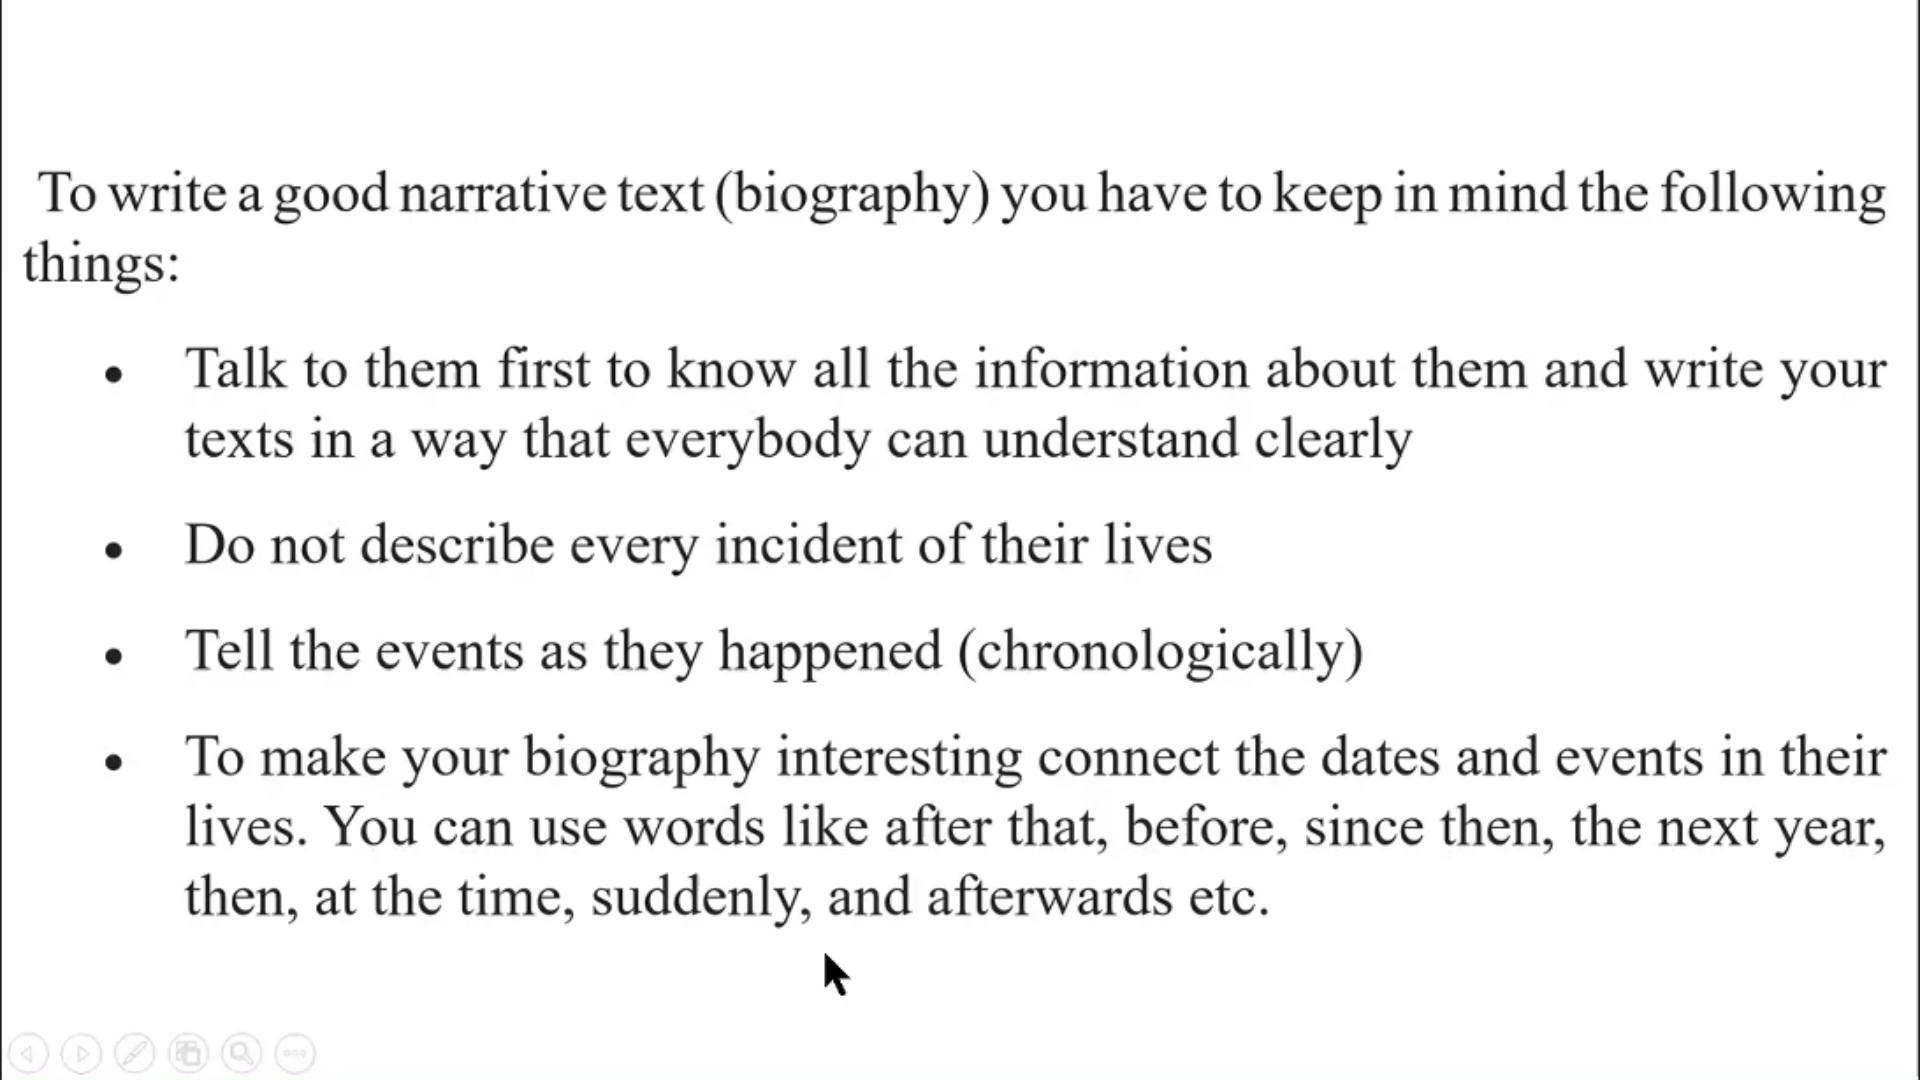 To write a good narrative text (biography) you have to keep in mind the following
things:
• Talk to them first to know all the information about them and write your
texts in a way that everybody can understand clearly
• Do not describe every incident of their lives
• Tell the events as they happened (chronologically)
• To make your biography interesting connect the dates and events in their
lives. You can use words like after that, before, since then, the next year,
then, at the time, suddenly, and afterwards etc.